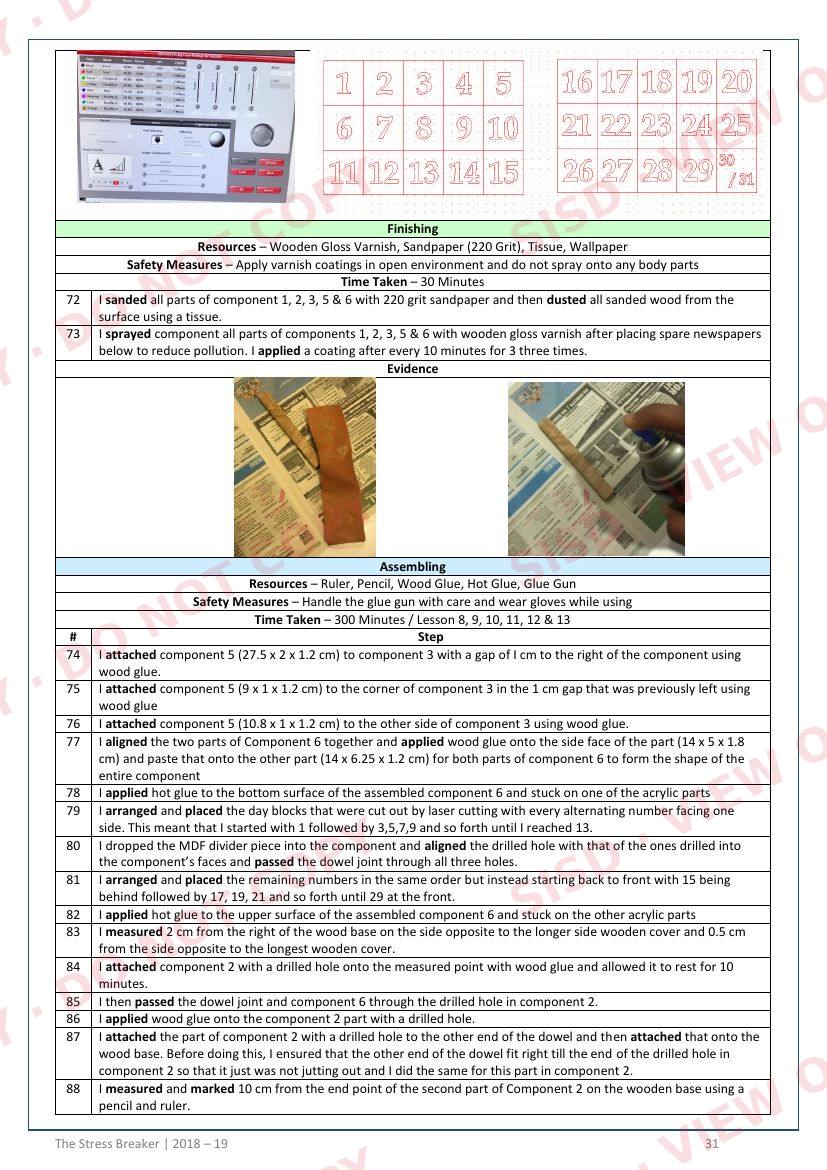 1 2 3 4 5
6 7 8 9 10
11 12 13 14 15
16 17 18 19 20
21 22 23 24 25
26 27 28 29 30 / 31
Finishing
Resources – Wooden Gloss Varnish, Sandpaper (220 Grit), Tissue, Wallpaper
Safety Measures – Apply varnish coatings in open environment and do not spray onto any body parts
Time Taken – 30 Minutes
72 I sanded all parts of component 1, 2, 3, 5 & 6 with 220 grit sandpaper and then dusted all sanded wood from the
surface using a tissue.
73 I sprayed component all parts of components 1, 2, 3, 5 & 6 with wooden gloss varnish after placing spare newspapers
below to reduce pollution. I applied a coating after every 10 minutes for 3 three times.
Evidence
Assembling
Resources – Ruler, Pencil, Wood Glue, Hot Glue, Glue Gun
Safety Measures – Handle the glue gun with care and wear gloves while using
Time Taken – 300 Minutes / Lesson 8, 9, 10, 11, 12 & 13
# Step
74 I attached component 5 (27.5 x 2 x 1.2 cm) to component 3 with a gap of I cm to the right of the component using
wood glue.
75 I attached component 5 (9 x 1 x 1.2 cm) to the corner of component 3 in the 1 cm gap that was previously left using
wood glue
76 I attached component 5 (10.8 x 1 x 1.2 cm) to the other side of component 3 using wood glue.
77 I aligned the two parts of Component 6 together and applied wood glue onto the side face of the part (14 x 5 x 1.8
cm) and paste that onto the other part (14 x 6.25 x 1.2 cm) for both parts of component 6 to form the shape of the
entire component
78 I applied hot glue to the bottom surface of the assembled component 6 and stuck on one of the acrylic parts
79 I arranged and placed the day blocks that were cut out by laser cutting with every alternating number facing one
side. This meant that I started with 1 followed by 3,5,7,9 and so forth until I reached 13.
80 I dropped the MDF divider piece into the component and aligned the drilled hole with that of the ones drilled into
the component's faces and passed the dowel joint through all three holes.
81 I arranged and placed the remaining numbers in the same order but instead starting back to front with 15 being
behind followed by 17, 19, 21 and so forth until 29 at the front.
82 I applied hot glue to the upper surface of the assembled component 6 and stuck on the other acrylic parts
83 I measured 2 cm from the right of the wood base on the side opposite to the longer side wooden cover and 0.5 cm
from the side opposite to the longest wooden cover.
84 I attached component 2 with a drilled hole onto the measured point with wood glue and allowed it to rest for 10
minutes.
85 I then passed the dowel joint and component 6 through the drilled hole in component 2.
86 I applied wood glue onto the component 2 part with a drilled hole.
87 I attached the part of component 2 with a drilled hole to the other end of the dowel and then attached that onto the
wood base. Before doing this, I ensured that the other end of the dowel fit right till the end of the drilled hole in
component 2 so that it just was not jutting out and I did the same for this part in component 2.
88 I measured and marked 10 cm from the end point of the second part of Component 2 on the wooden base using a
pencil and ruler.
The Stress Breaker | 2018 – 19 31
SISD - VIEW O
Y - DO NOT COPY